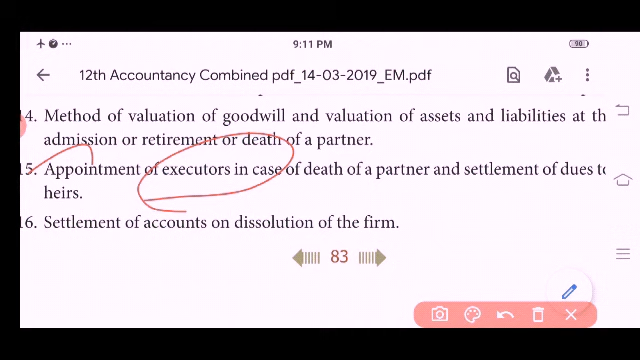 9:11 PM
90
12th Accountancy Combined pdf_14-03-2019_EM.pdf
14. Method of valuation of goodwill and valuation of assets and liabilities at th
admission or retirement or death of a partner.
15. Appointment of executors in case of death of a partner and settlement of dues to
heirs.
16. Settlement of accounts on dissolution of the firm.
83